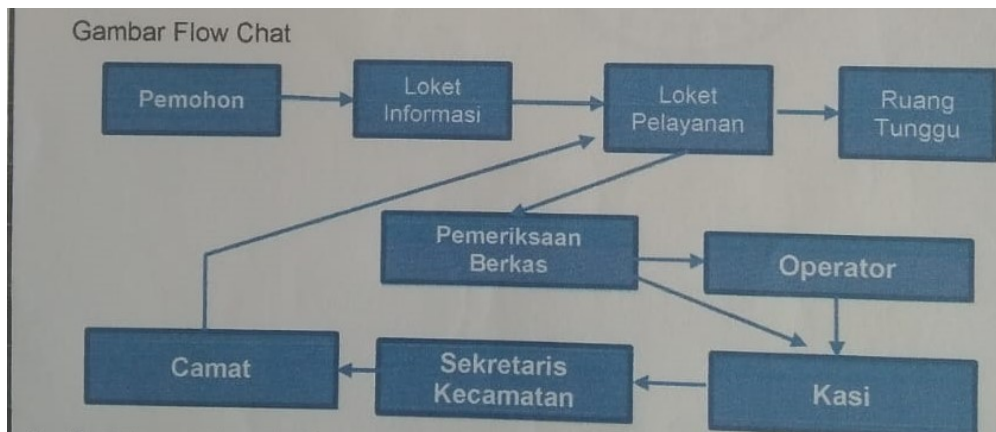 Gambar Flow Chat
Pemohon
Loket
Informasi
Loket
Pelayanan
Ruang
Tunggu
Pemeriksaan
Berkas
Operator
Camat
Sekretaris
Kecamatan
Kasi